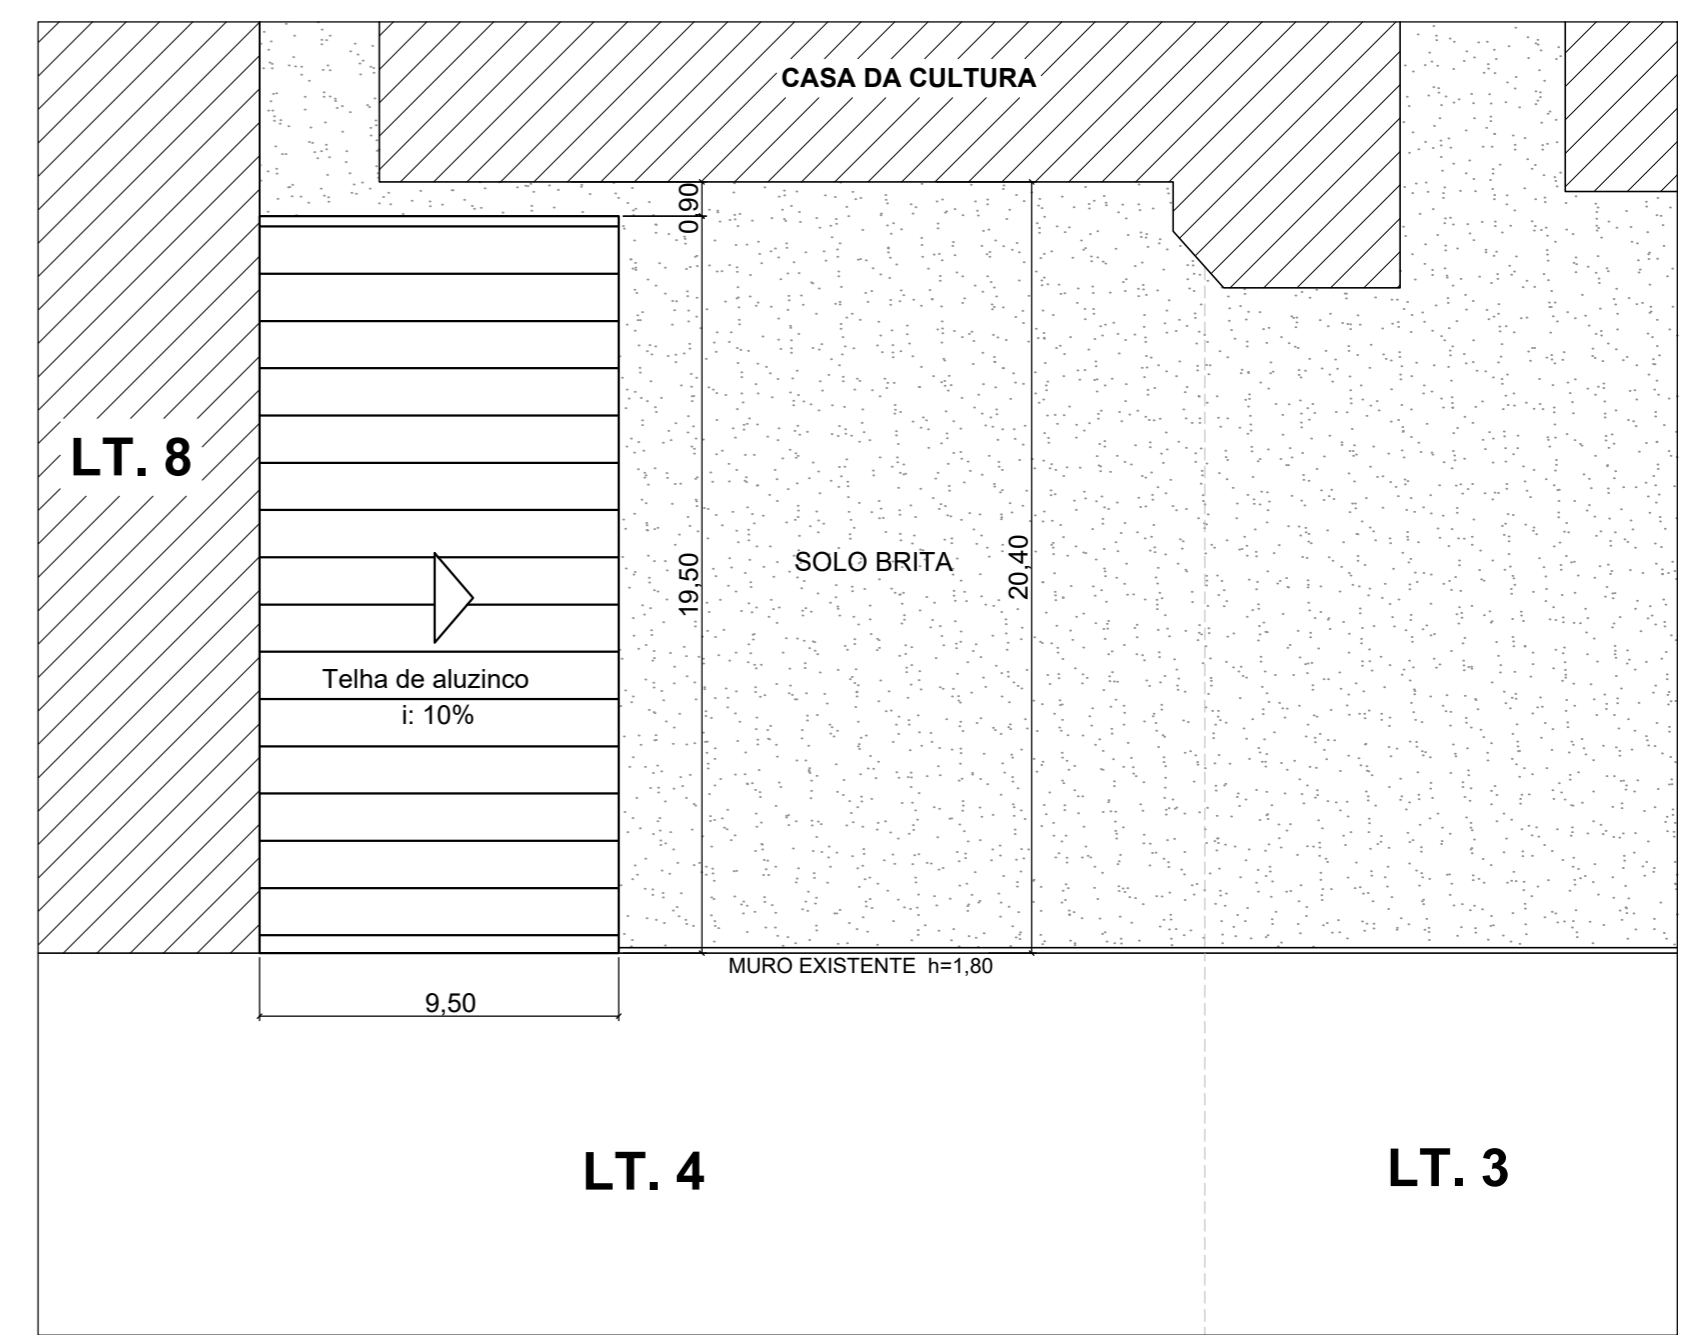 CASA DA CULTURA
0,90
LT. 8
SOLO BRITA
19,50
20,40
Telha de aluzinco
i: 10%
MURO EXISTENTE h=1,80
9,50
LT. 4
LT. 3